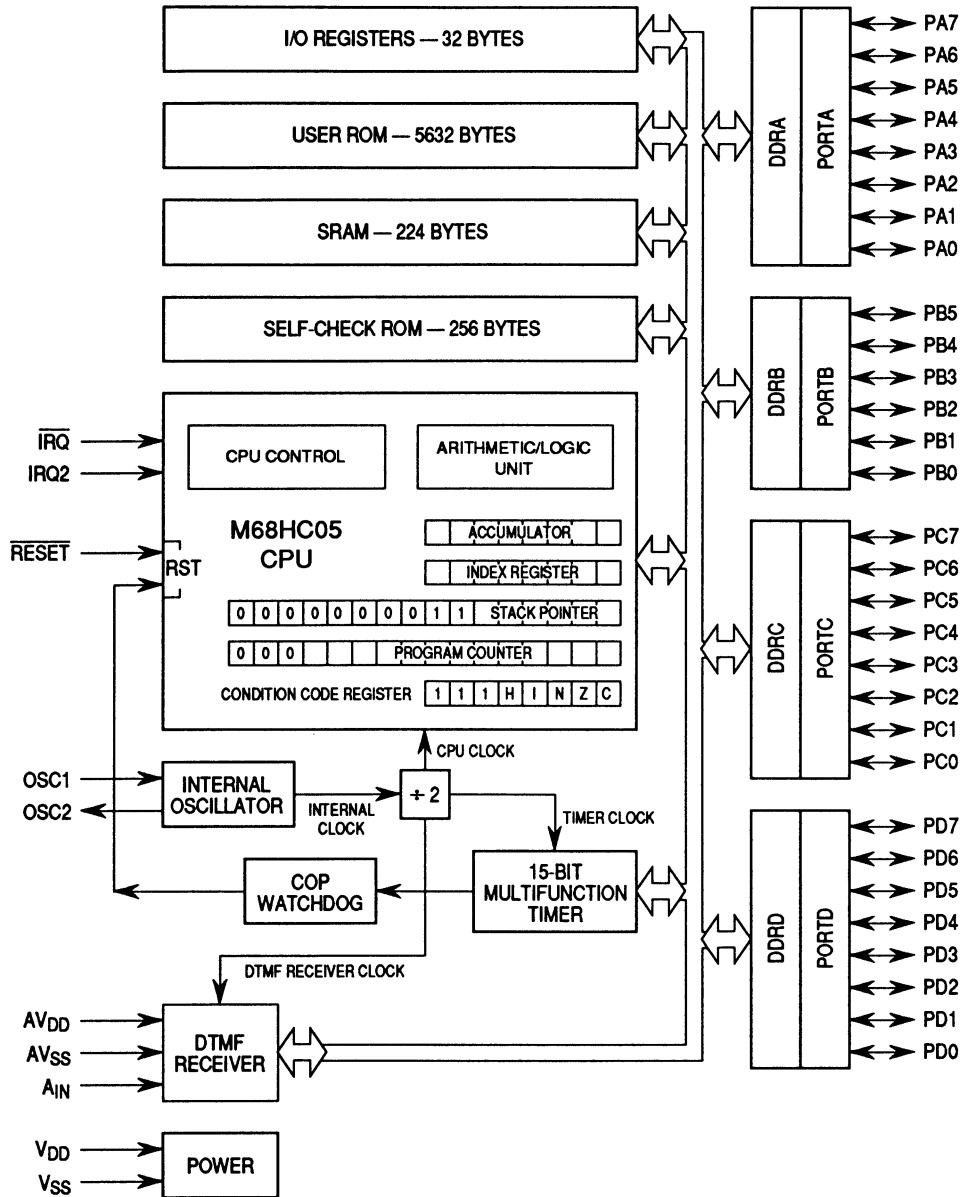 I/O REGISTERS — 32 BYTES
USER ROM — 5632 BYTES
SRAM — 224 BYTES
SELF-CHECK ROM — 256 BYTES
IRQ
IRQ2
RESET
RST
CPU CONTROL
ARITHMETIC/LOGIC
UNIT
M68HC05
CPU
ACCUMULATOR
INDEX REGISTER
0 0 0 0 0 0 0 0 1 1 STACK POINTER
0 0 0 PROGRAM COUNTER
CONDITION CODE REGISTER 1 1 1 H I N Z C
CPU CLOCK
OSC1
OSC2
INTERNAL
OSCILLATOR
INTERNAL
CLOCK
÷ 2
TIMER CLOCK
COP
WATCHDOG
15-BIT
MULTIFUNCTION
TIMER
DTMF RECEIVER CLOCK
AVDD
AVSS
AIN
DTMF
RECEIVER
VDD
VSS
POWER
DDRA
PORTA
PA7
PA6
PA5
PA4
PA3
PA2
PA1
PA0
DDRB
PORTB
PB5
PB4
PB3
PB2
PB1
PB0
DDRC
PORTC
PC7
PC6
PC5
PC4
PC3
PC2
PC1
PC0
DDRD
PORTD
PD7
PD6
PD5
PD4
PD3
PD2
PD1
PD0